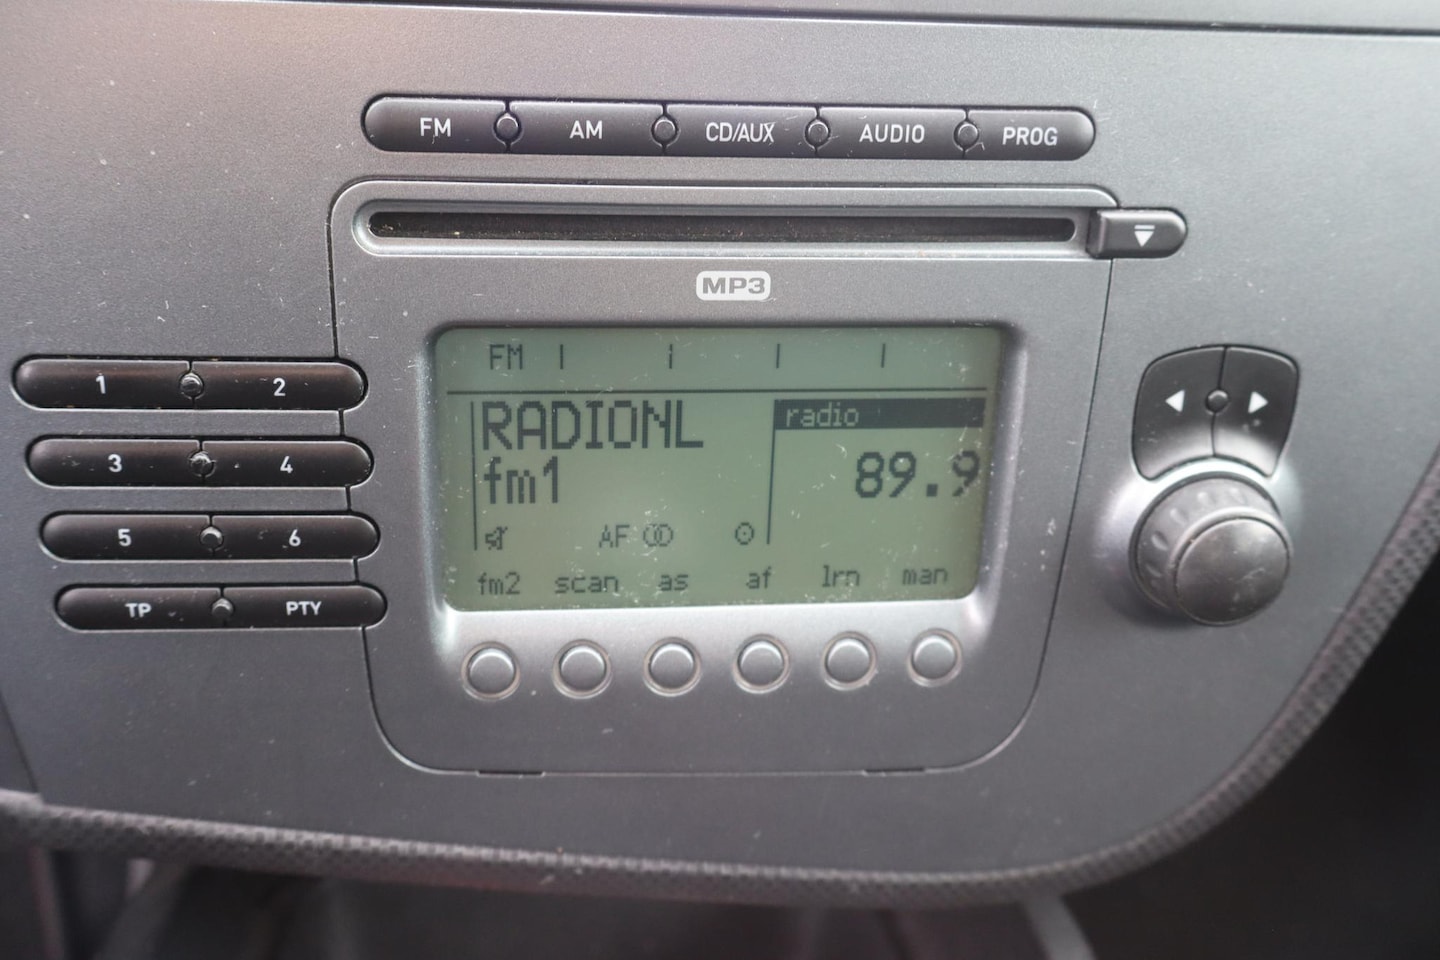 FM AM CD/AUX AUDIO PROG
MP3
1 2
3 4
5 6
TP PTY
FM
RADIONL
fm1
radio
89.9
AF
fm2 scan as af lrn man